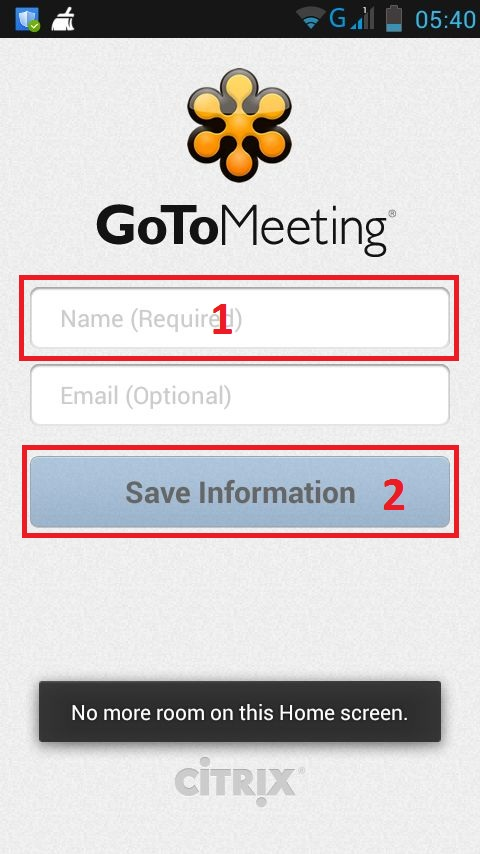 G 1 05:40
GoToMeeting®
Name (Required) 1
Email (Optional)
Save Information 2
No more room on this Home screen.
CITRIX®